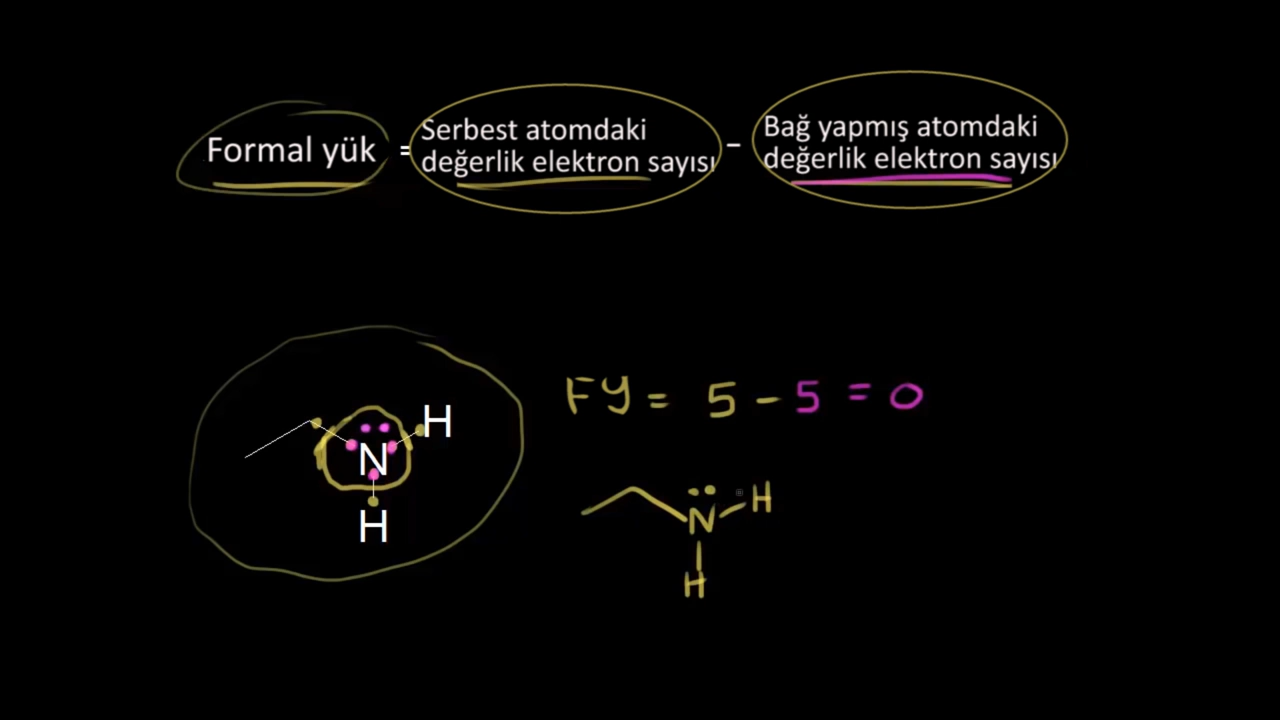 Formal yük = Serbest atomdaki değerlik elektron sayısı - Bağ yapmış atomdaki değerlik elektron sayısı
H
N
H
FY = 5 - 5 = 0
N H
H